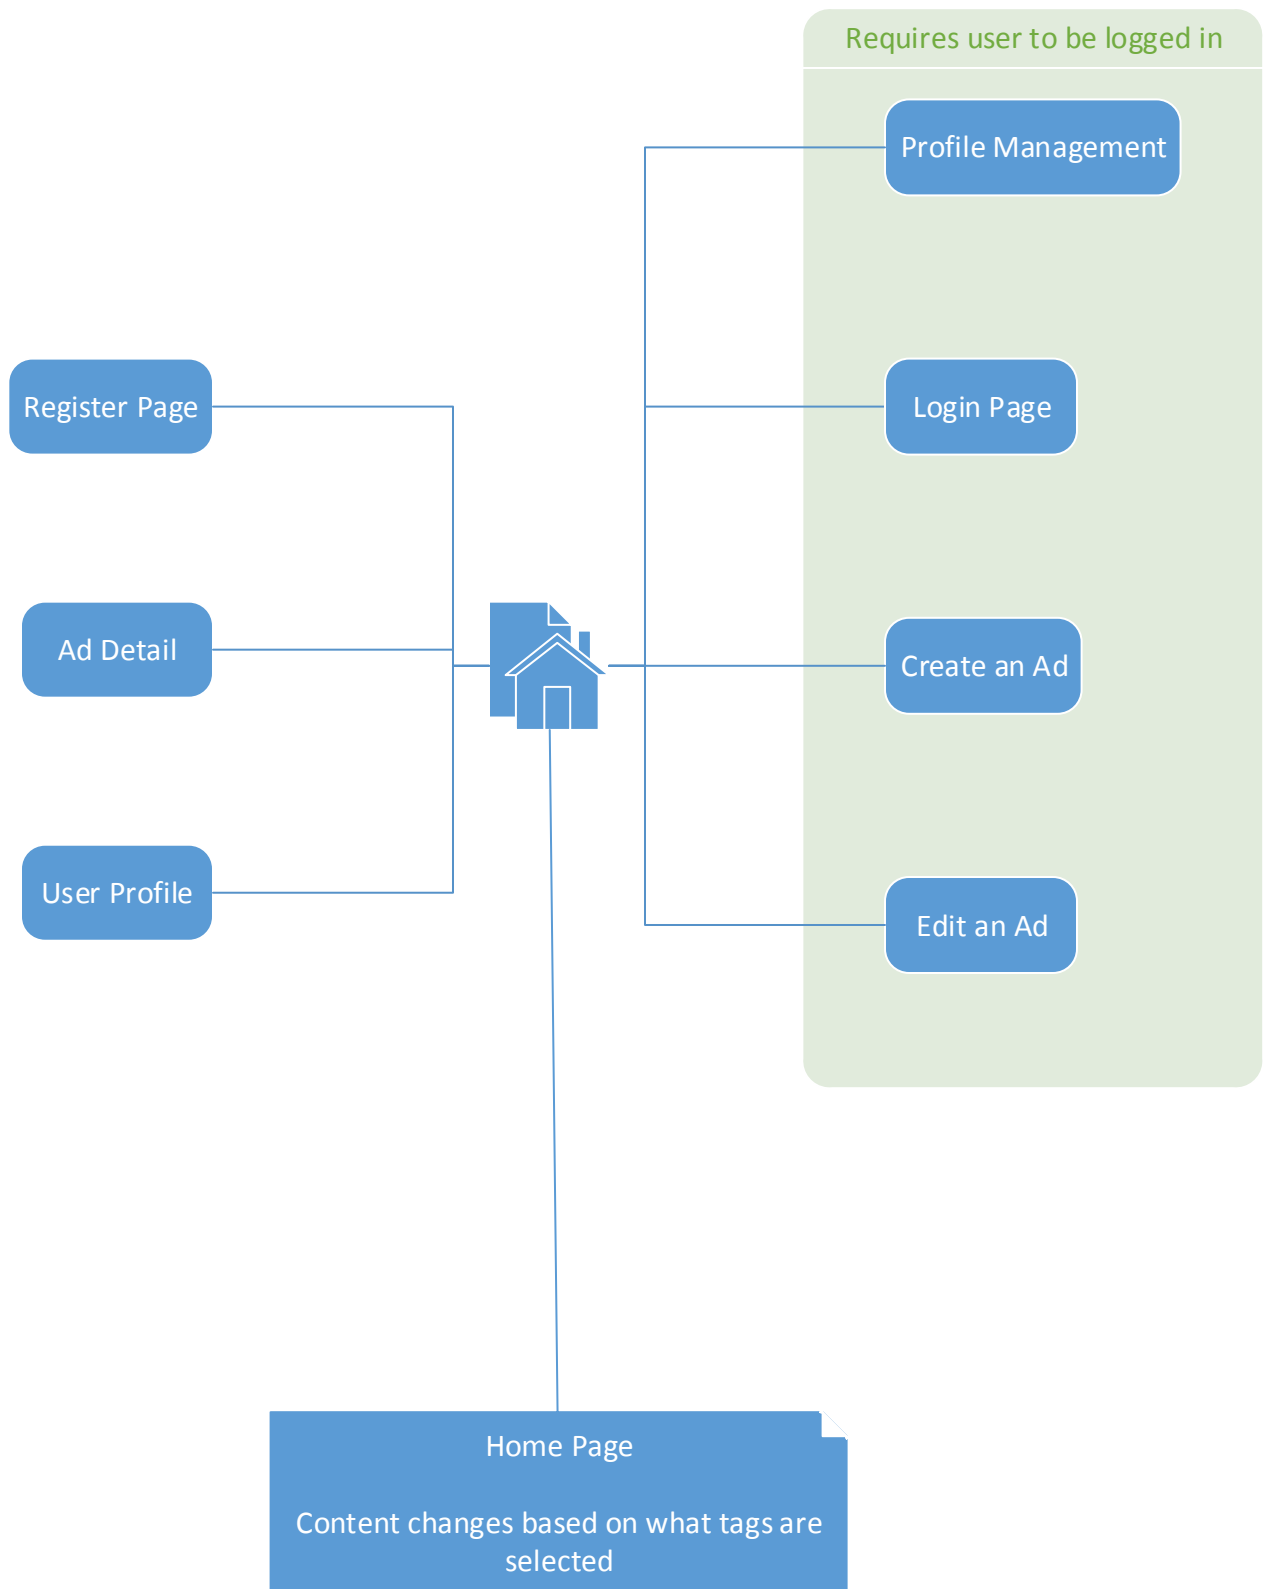 Requires user to be logged in
Profile Management
Register Page
Login Page
Ad Detail
Create an Ad
User Profile
Edit an Ad
Home Page
Content changes based on what tags are
selected